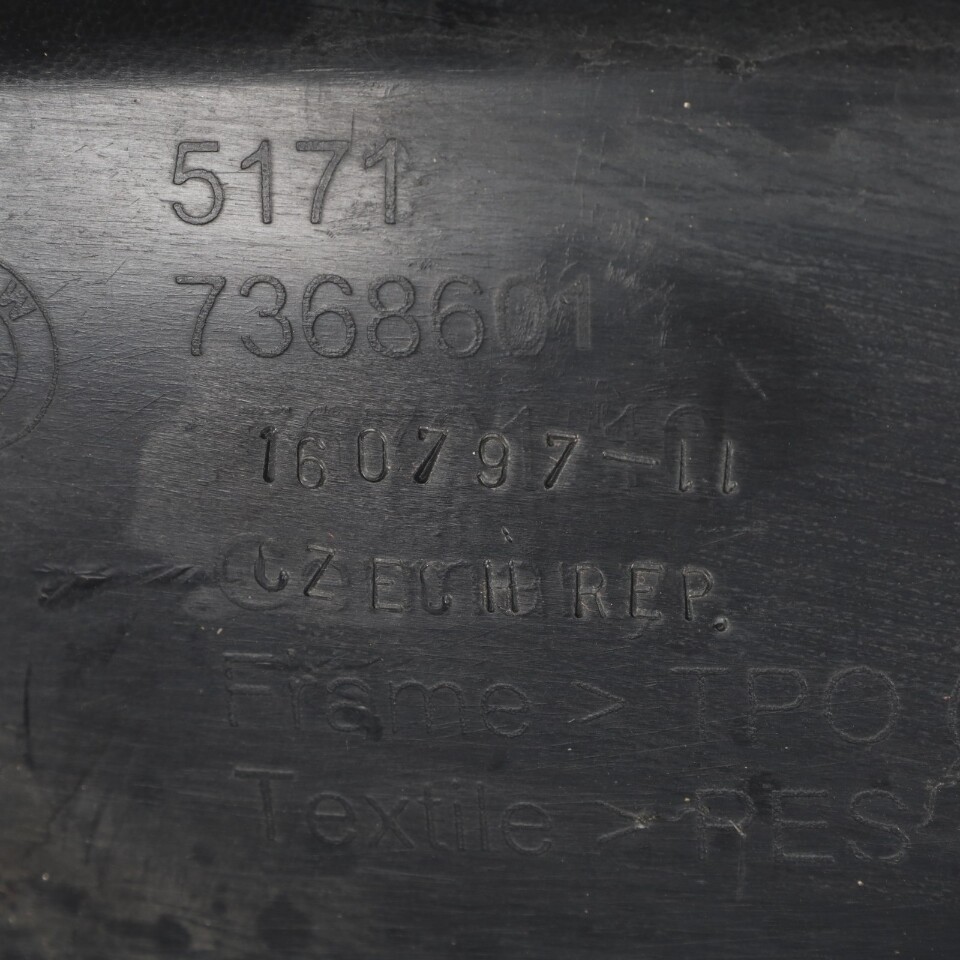 5171
7368601
160797-11
CZECH REP.
Frame > TPO
Textile > PES